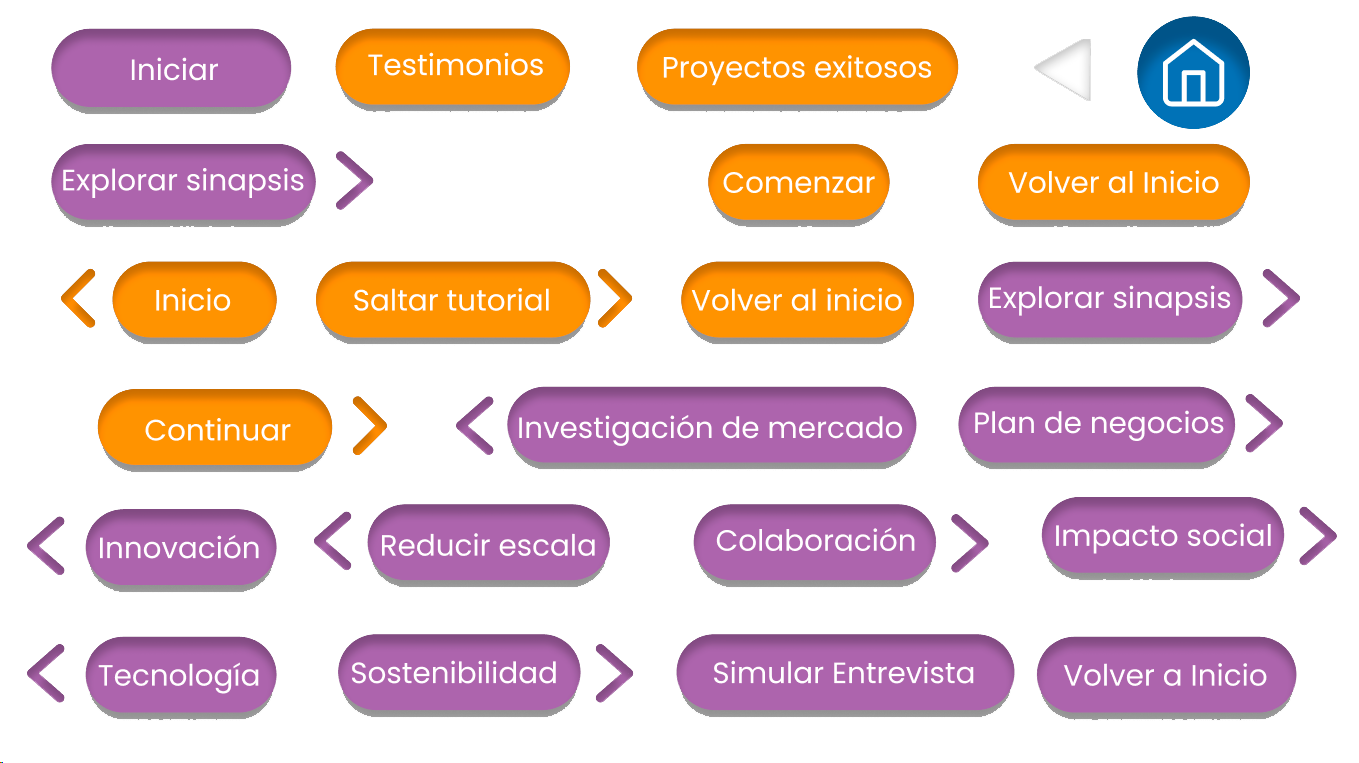 Iniciar
Testimonios
Proyectos exitosos
Explorar sinapsis
Comenzar
Volver al Inicio
Inicio
Saltar tutorial
Volver al inicio
Explorar sinapsis
Continuar
Investigación de mercado
Plan de negocios
Innovación
Reducir escala
Colaboración
Impacto social
Tecnología
Sostenibilidad
Simular Entrevista
Volver a Inicio